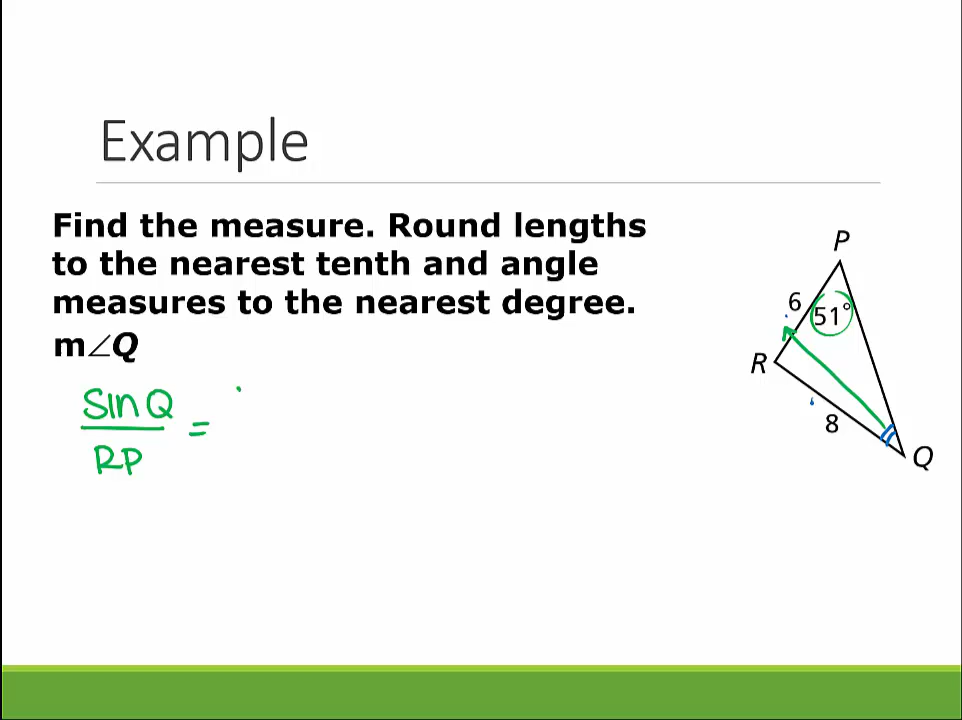 Example
Find the measure. Round lengths
to the nearest tenth and angle
measures to the nearest degree.
m∠Q
sin Q
RP
=
P
6
51°
R
8
Q